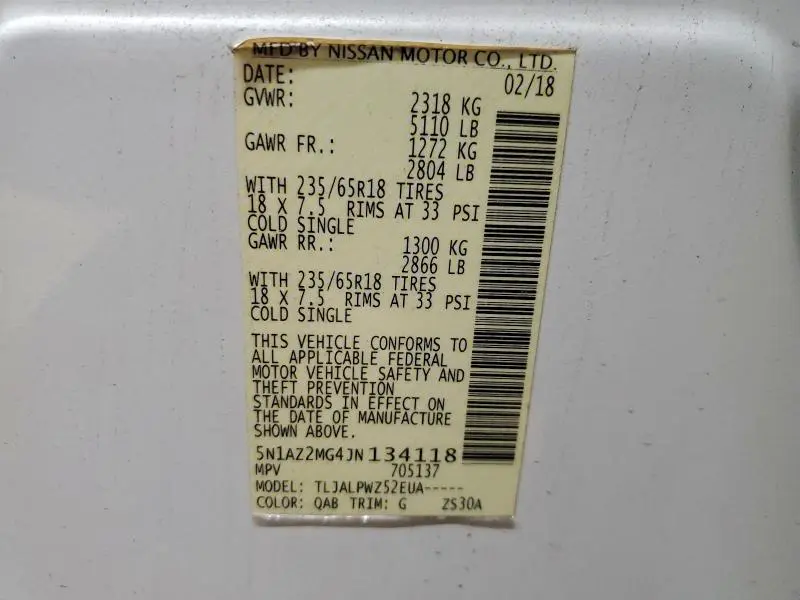 MFD BY NISSAN MOTOR CO., LTD.
DATE: 02/18
GVWR: 2318 KG
5110 LB
GAWR FR.: 1272 KG
2804 LB
WITH 235/65R18 TIRES
18 X 7.5 RIMS AT 33 PSI
COLD SINGLE
GAWR RR.: 1300 KG
2866 LB
WITH 235/65R18 TIRES
18 X 7.5 RIMS AT 33 PSI
COLD SINGLE
THIS VEHICLE CONFORMS TO
ALL APPLICABLE FEDERAL
MOTOR VEHICLE SAFETY AND
THEFT PREVENTION
STANDARDS IN EFFECT ON
THE DATE OF MANUFACTURE
SHOWN ABOVE.
5N1AZ2MG4JN134118
MPV 705137
MODEL: TLJALPWZ52EUA-----
COLOR: QAB TRIM: G ZS30A